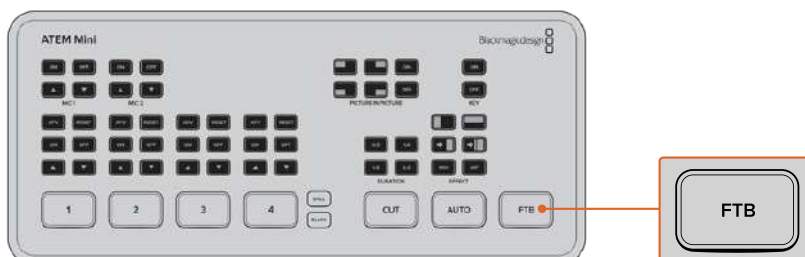 ATEM Mini
Blackmagicdesign
ON OFF ON OFF
ON
ON
OFF
OFF
MIC 1
MIC 2
PICTURE IN PICTURE
KEY
AFV RESET AFV RESET AFV RESET AFV RESET
ON OFF ON OFF ON OFF ON OFF
DURATION
EFFECT
1
2
3
4
STILL
BLACK
CUT
AUTO
FTB
FTB